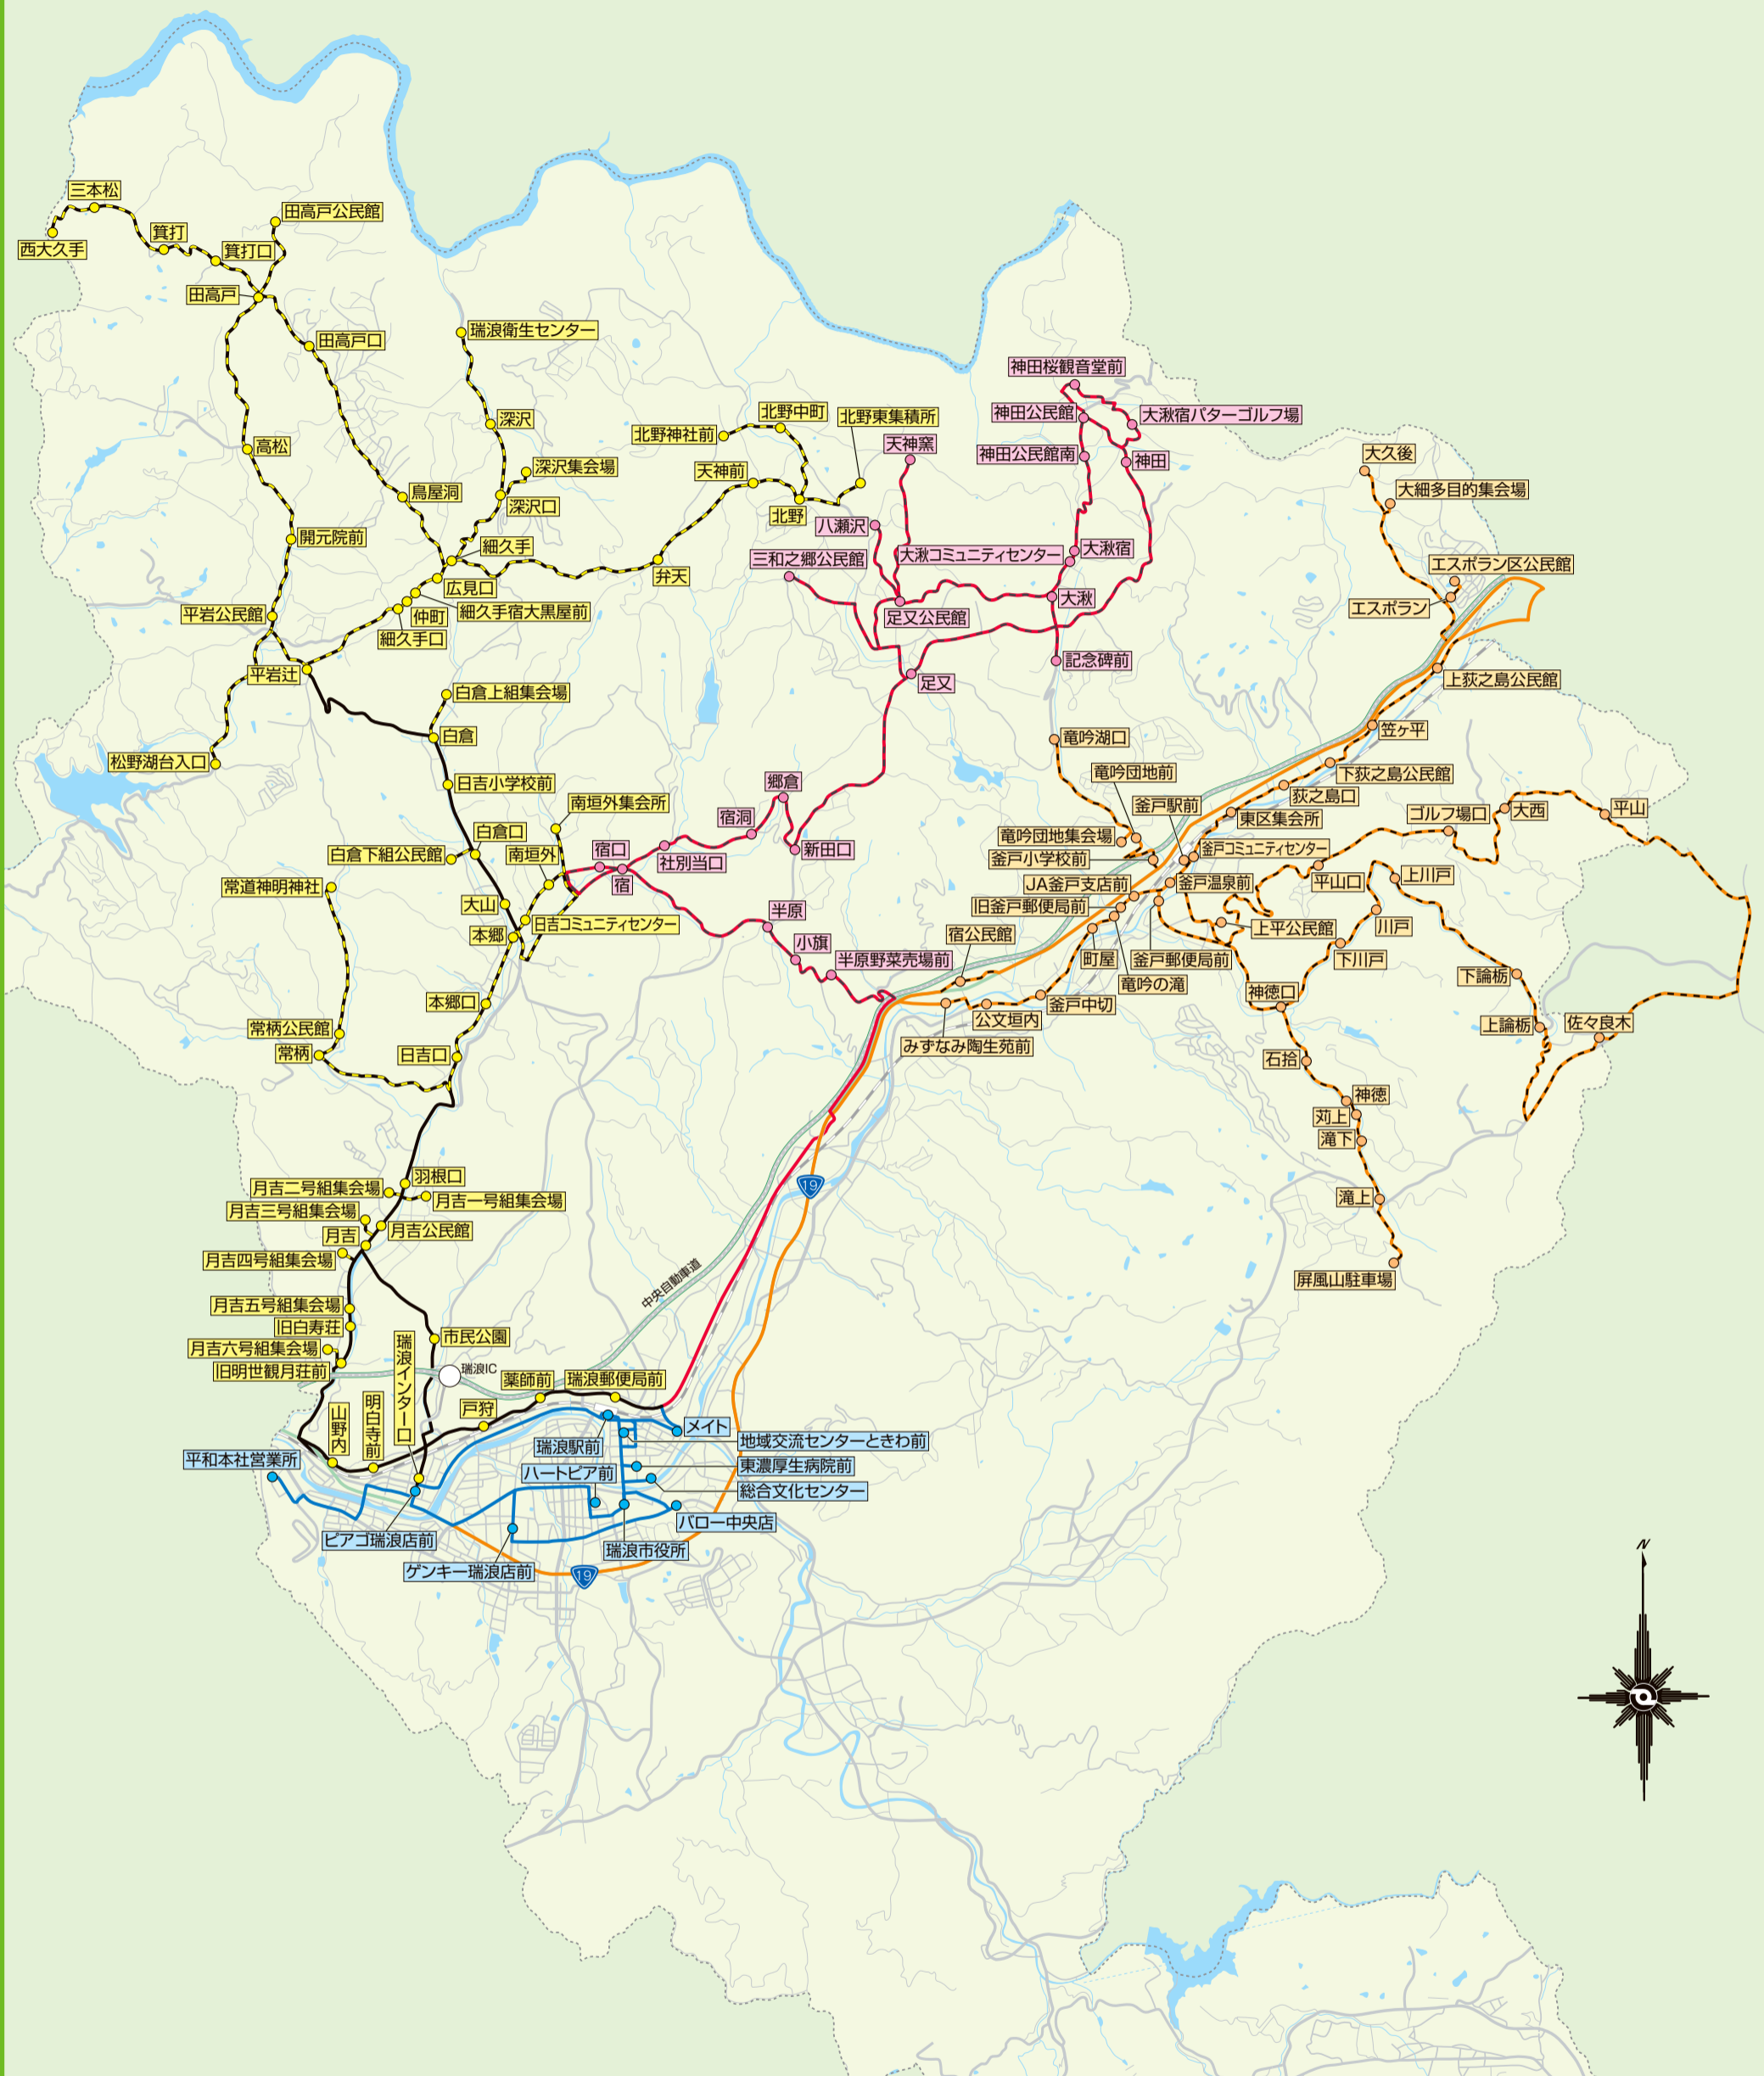 三本松
田高戸公民館
箕打
箕打口
西大久手
田高戸
田高戸口
瑞浪衛生センター
神田桜観音堂前
神田公民館
大湫宿パターゴルフ場
北野中町
北野東集積所
深沢
北野神社前
天神窯
高松
神田公民館南
神田
大久後
深沢集会場
天神前
大細多目的集会場
鳥屋洞
深沢口
北野
八瀬沢
開元院前
細久手
大湫コミュニティセンター
大湫宿
三和之郷公民館
エスポラン区公民館
弁天
広見口
大湫
エスポラン
平岩公民館
仲町
細久手宿大黒屋前
足又公民館
細久手口
記念碑前
平岩辻
足又
上荻之島公民館
白倉上組集会場
笠ヶ平
白倉
竜吟湖口
松野湖台入口
日吉小学校前
郷倉
竜吟団地前
下荻之島公民館
荻之島口
南垣外集会所
宿洞
釜戸駅前
ゴルフ場口
大西
平山
東区集会所
白倉口
竜吟団地集会場
白倉下組公民館
南垣外
宿口
新田口
釜戸コミュニティセンター
社別当口
釜戸小学校前
宿
常道神明神社
JA釜戸支店前
釜戸温泉前
平山口
上川戸
大山
旧釜戸郵便局前
半原
日吉コミュニティセンター
上平公民館
川戸
本郷
小旗
宿公民館
半原野菜売場前
町屋
釜戸郵便局前
下川戸
竜吟の滝
下論栃
本郷口
釜戸中切
神徳口
公文垣内
上論栃
佐々良木
常柄公民館
みずなみ陶生苑前
常柄
日吉口
石拾
神徳
苅上
滝下
19
羽根口
月吉二号組集会場
月吉一号組集会場
滝上
月吉三号組集会場
月吉公民館
月吉
月吉四号組集会場
中央自動車道
屏風山駐車場
月吉五号組集会場
旧白寿荘
市民公園
月吉六号組集会場
瑞浪インター口
瑞浪IC
旧明世観月荘前
薬師前
瑞浪郵便局前
山野内
明白寺前
戸狩
メイト
地域交流センターときわ前
瑞浪駅前
平和本社営業所
東濃厚生病院前
ハートピア前
総合文化センター
バロー中央店
ピアゴ瑞浪店前
瑞浪市役所
ゲンキー瑞浪店前
19
N